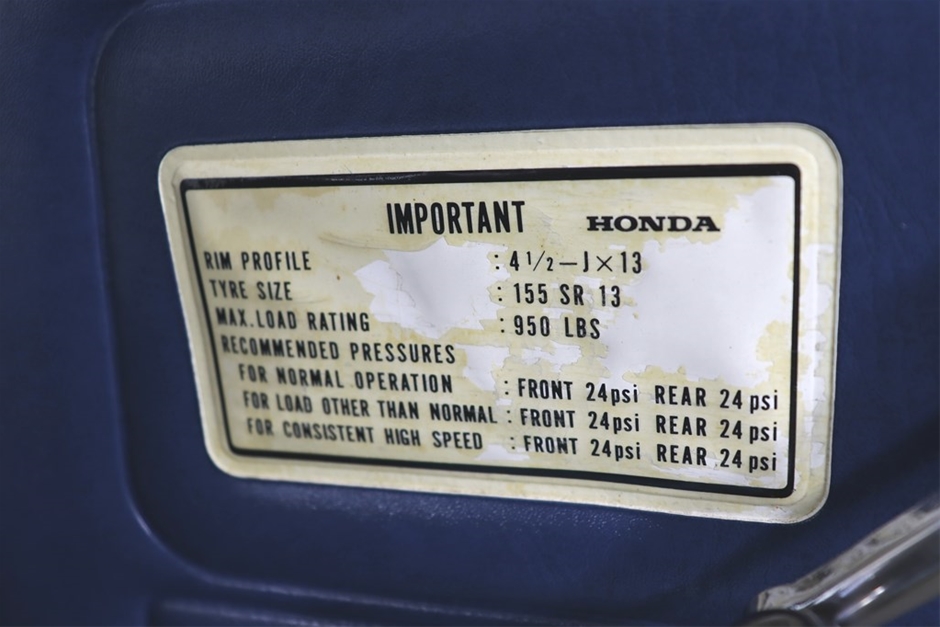 IMPORTANT HONDA
RIM PROFILE : 4 1/2—J×13
TYRE SIZE : 155 SR 13
MAX.LOAD RATING : 950 LBS
RECOMMENDED PRESSURES
FOR NORMAL OPERATION : FRONT 24psi REAR 24psi
FOR LOAD OTHER THAN NORMAL : FRONT 24psi REAR 24psi
FOR CONSISTENT HIGH SPEED : FRONT 24psi REAR 24psi